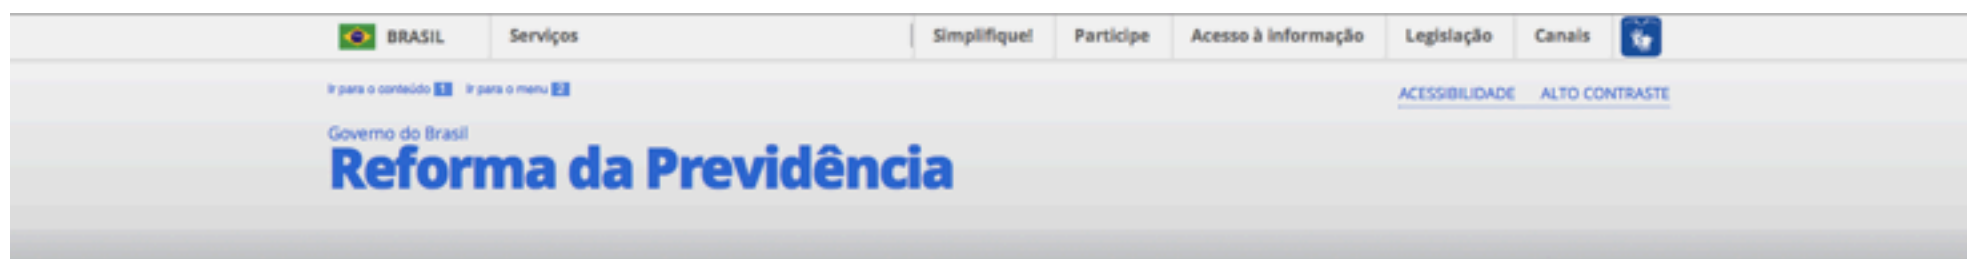 BRASIL Serviços Simplifique! Participe Acesso à informação Legislação Canais
Ir para o conteúdo 1 Ir para o menu 2 ACESSIBILIDADE ALTO CONTRASTE
Governo do Brasil
Reforma da Previdência